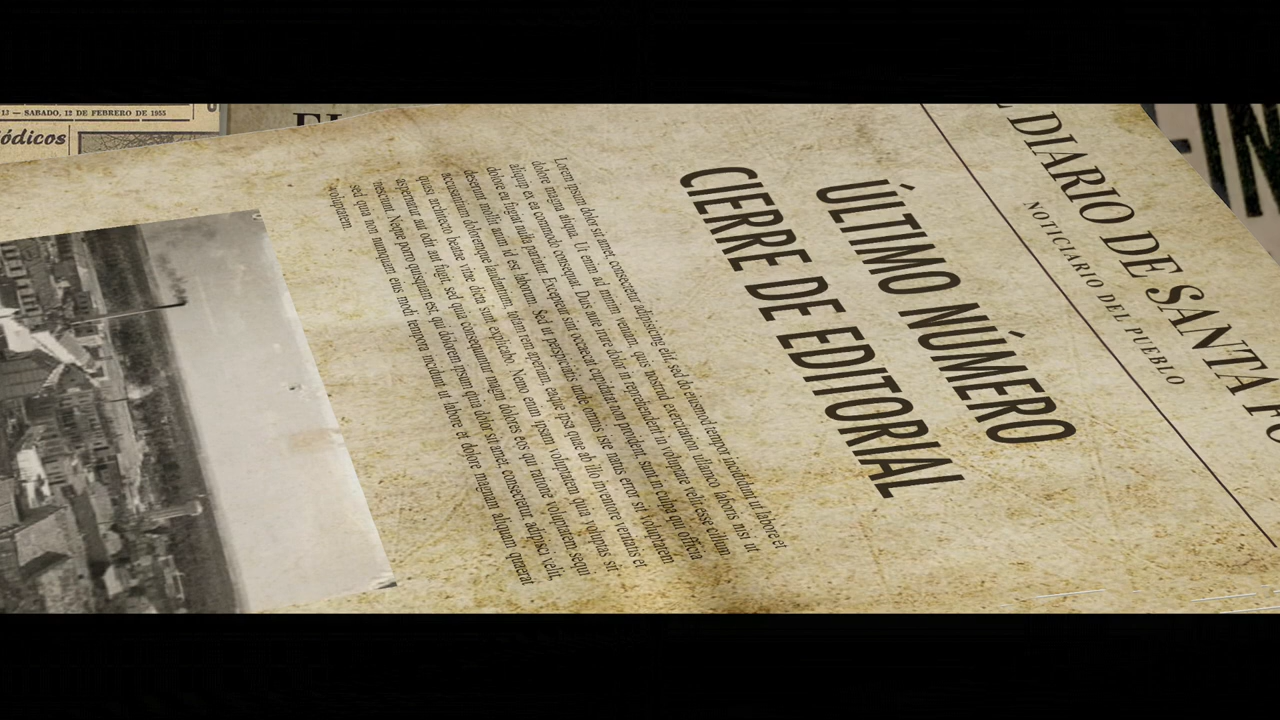 13 — SABADO, 12 DE FEBRERO DE 1955
ódicos
DIARIO DE SANTA
NOTICIARIO DEL PUEBLO
ÚLTIMO NÚMERO
CIERRE DE EDITORIAL
Lorem ipsum dolor sit amet, consectetur adipisicing elit, sed do eiusmod tempor incididunt ut labore et
dolore magna aliqua. Ut enim ad minim veniam, quis nostrud exercitation ullamco laboris nisi ut
aliquip ex ea commodo consequat. Duis aute irure dolor in reprehenderit in voluptate velit esse cillum
dolore eu fugiat nulla pariatur. Excepteur sint occaecat cupidatat non proident, sunt in culpa qui officia
deserunt mollit anim id est laborum. Sed ut perspiciatis unde omnis iste natus error sit voluptatem
accusantium doloremque laudantium, totam rem aperiam, eaque ipsa quae ab illo inventore veritatis et
quasi architecto beatae vitae dicta sunt explicabo. Nemo enim ipsam voluptatem quia voluptas sit
aspernatur aut odit aut fugit, sed quia consequuntur magni dolores eos qui ratione voluptatem sequi
nesciunt. Neque porro quisquam est, qui dolorem ipsum quia dolor sit amet, consectetur, adipisci velit,
sed quia non numquam eius modi tempora incidunt ut labore et dolore magnam aliquam quaerat
voluptatem.